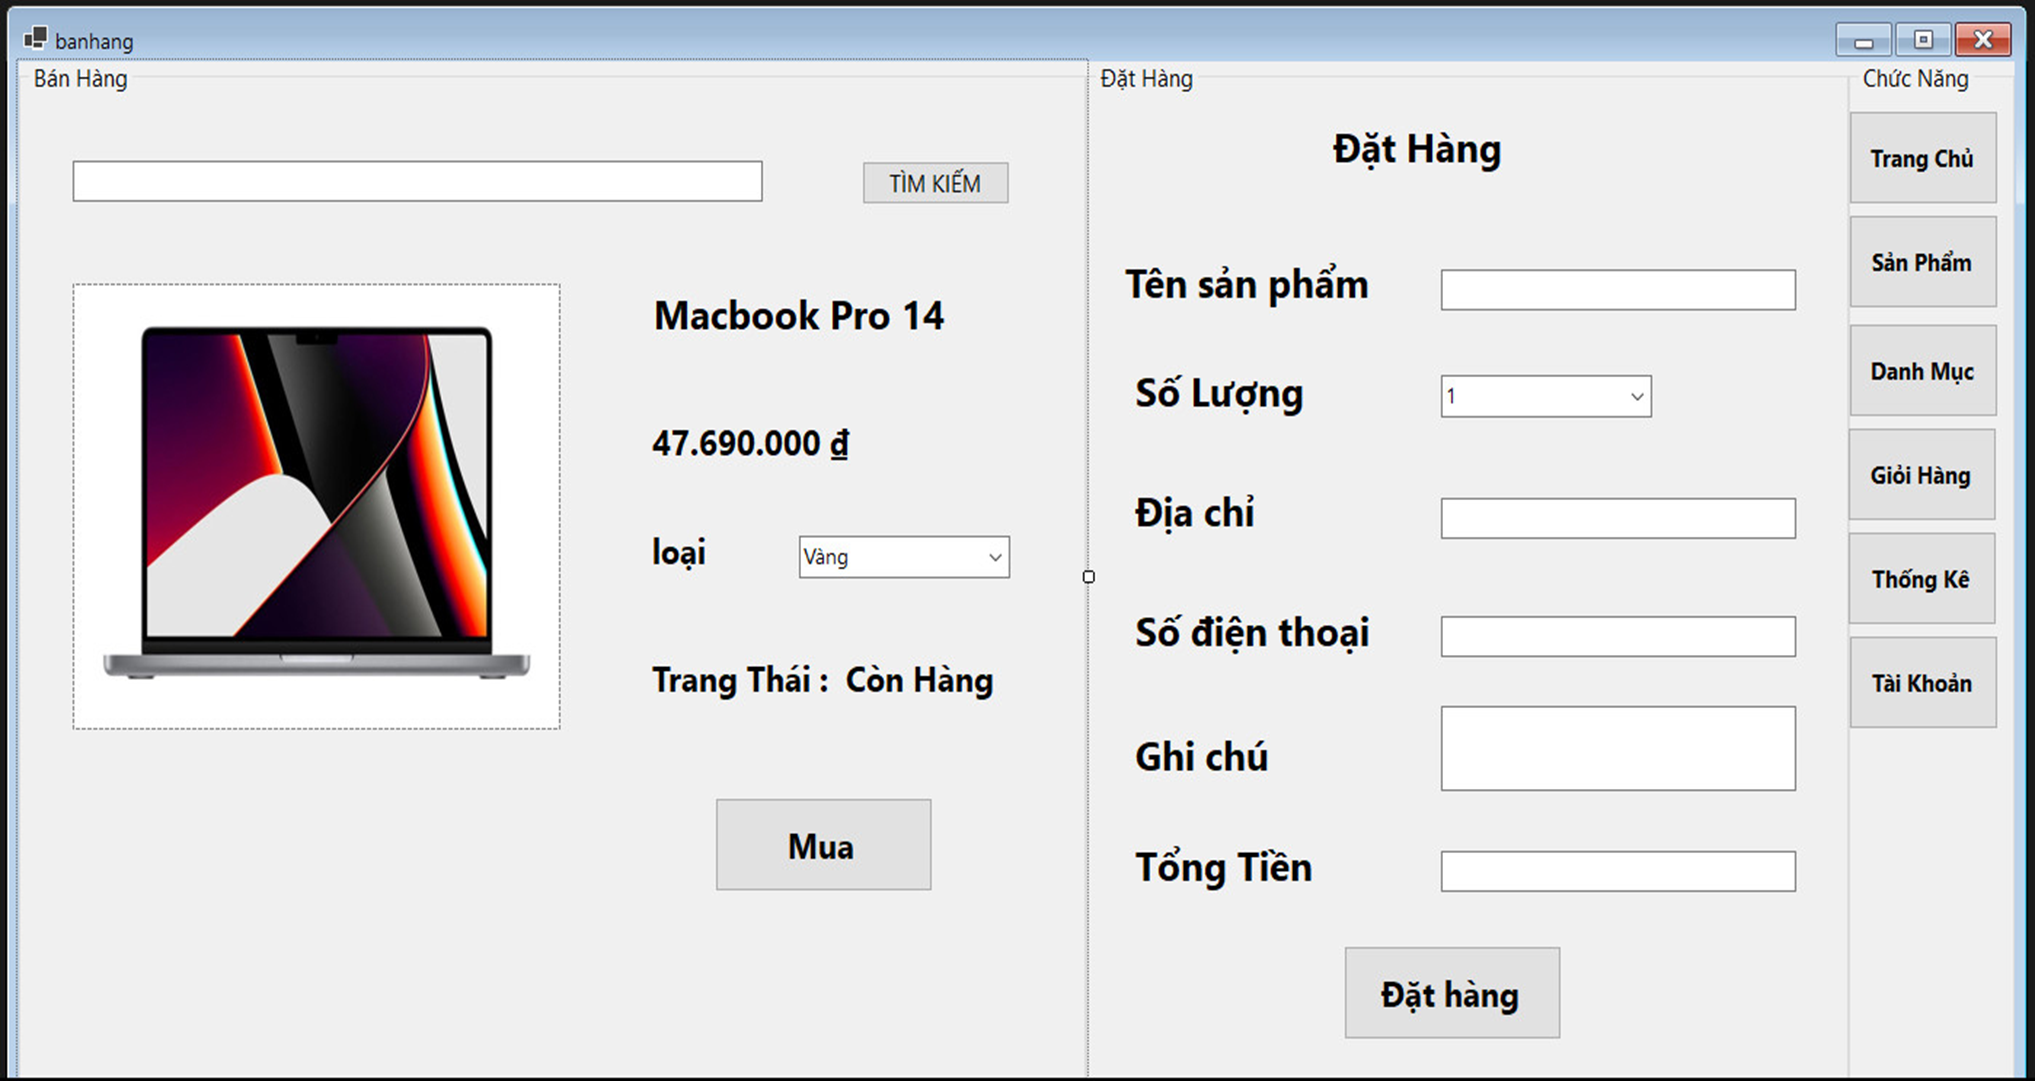 banhang
Bán Hàng
TÌM KIẾM
Macbook Pro 14
47.690.000 ₫
loại
Vàng
Trang Thái : Còn Hàng
Mua
Đặt Hàng
Đặt Hàng
Tên sản phẩm
Số Lượng
1
Địa chỉ
Số điện thoại
Ghi chú
Tổng Tiền
Đặt hàng
Chức Năng
Trang Chủ
Sản Phẩm
Danh Mục
Giỏi Hàng
Thống Kê
Tài Khoản